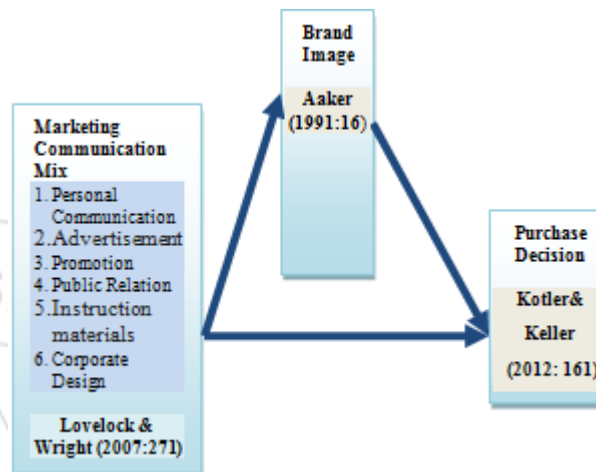 Brand
Image
Aaker
(1991:16)
Marketing
Communication
Mix
1. Personal
Communication
2.Advertisement
3. Promotion
4. Public Relation
5. Instruction
materials
6. Corporate
Design
Lovelock &
Wright (2007:271)
Purchase
Decision
Kotler&
Keller
(2012: 161)